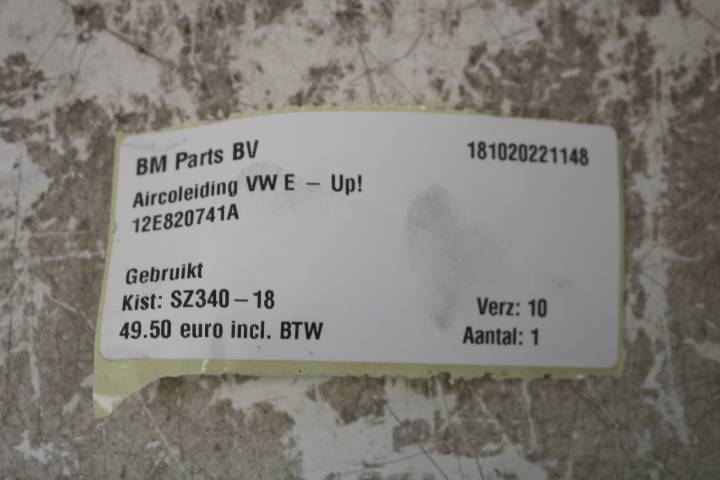 BM Parts BV 181020221148
Aircoleiding VW E - Up!
12E820741A
Gebruikt
Kist: SZ340-18 Verz: 10
49.50 euro incl. BTW Aantal: 1